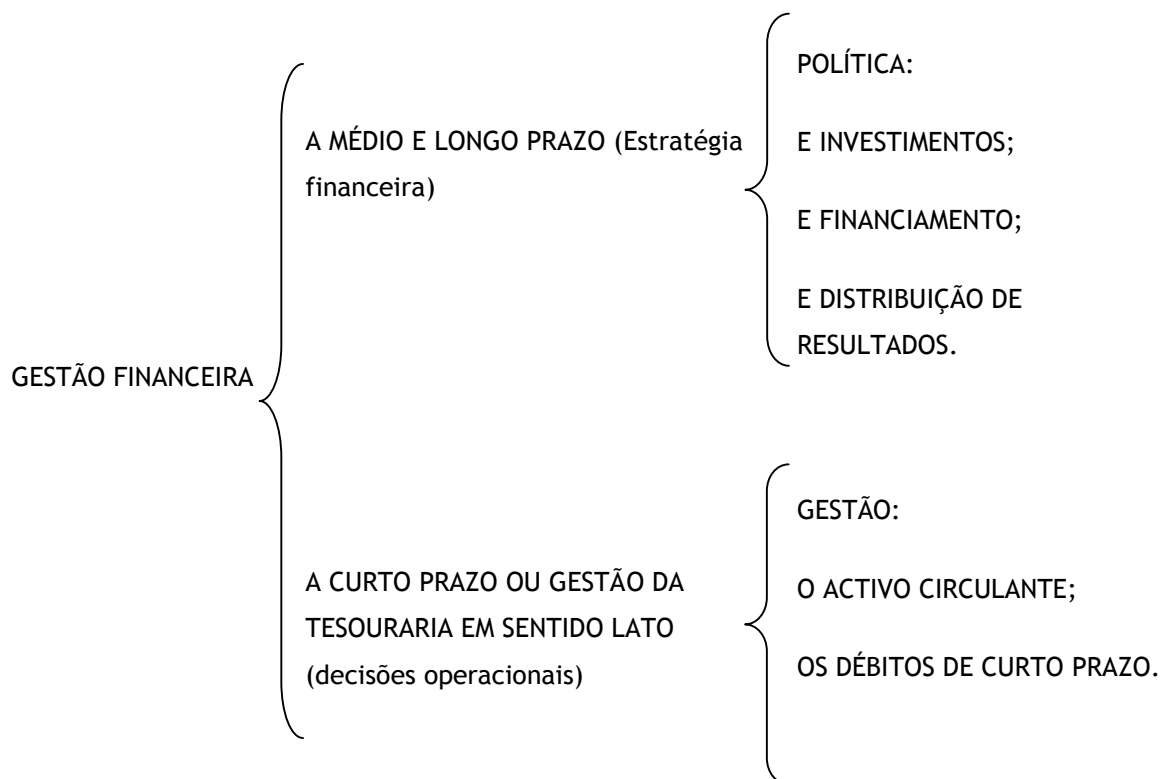 GESTÃO FINANCEIRA
A MÉDIO E LONGO PRAZO (Estratégia
financeira)
POLÍTICA:
E INVESTIMENTOS;
E FINANCIAMENTO;
E DISTRIBUIÇÃO DE
RESULTADOS.
A CURTO PRAZO OU GESTÃO DA
TESOURARIA EM SENTIDO LATO
(decisões operacionais)
GESTÃO:
O ACTIVO CIRCULANTE;
OS DÉBITOS DE CURTO PRAZO.